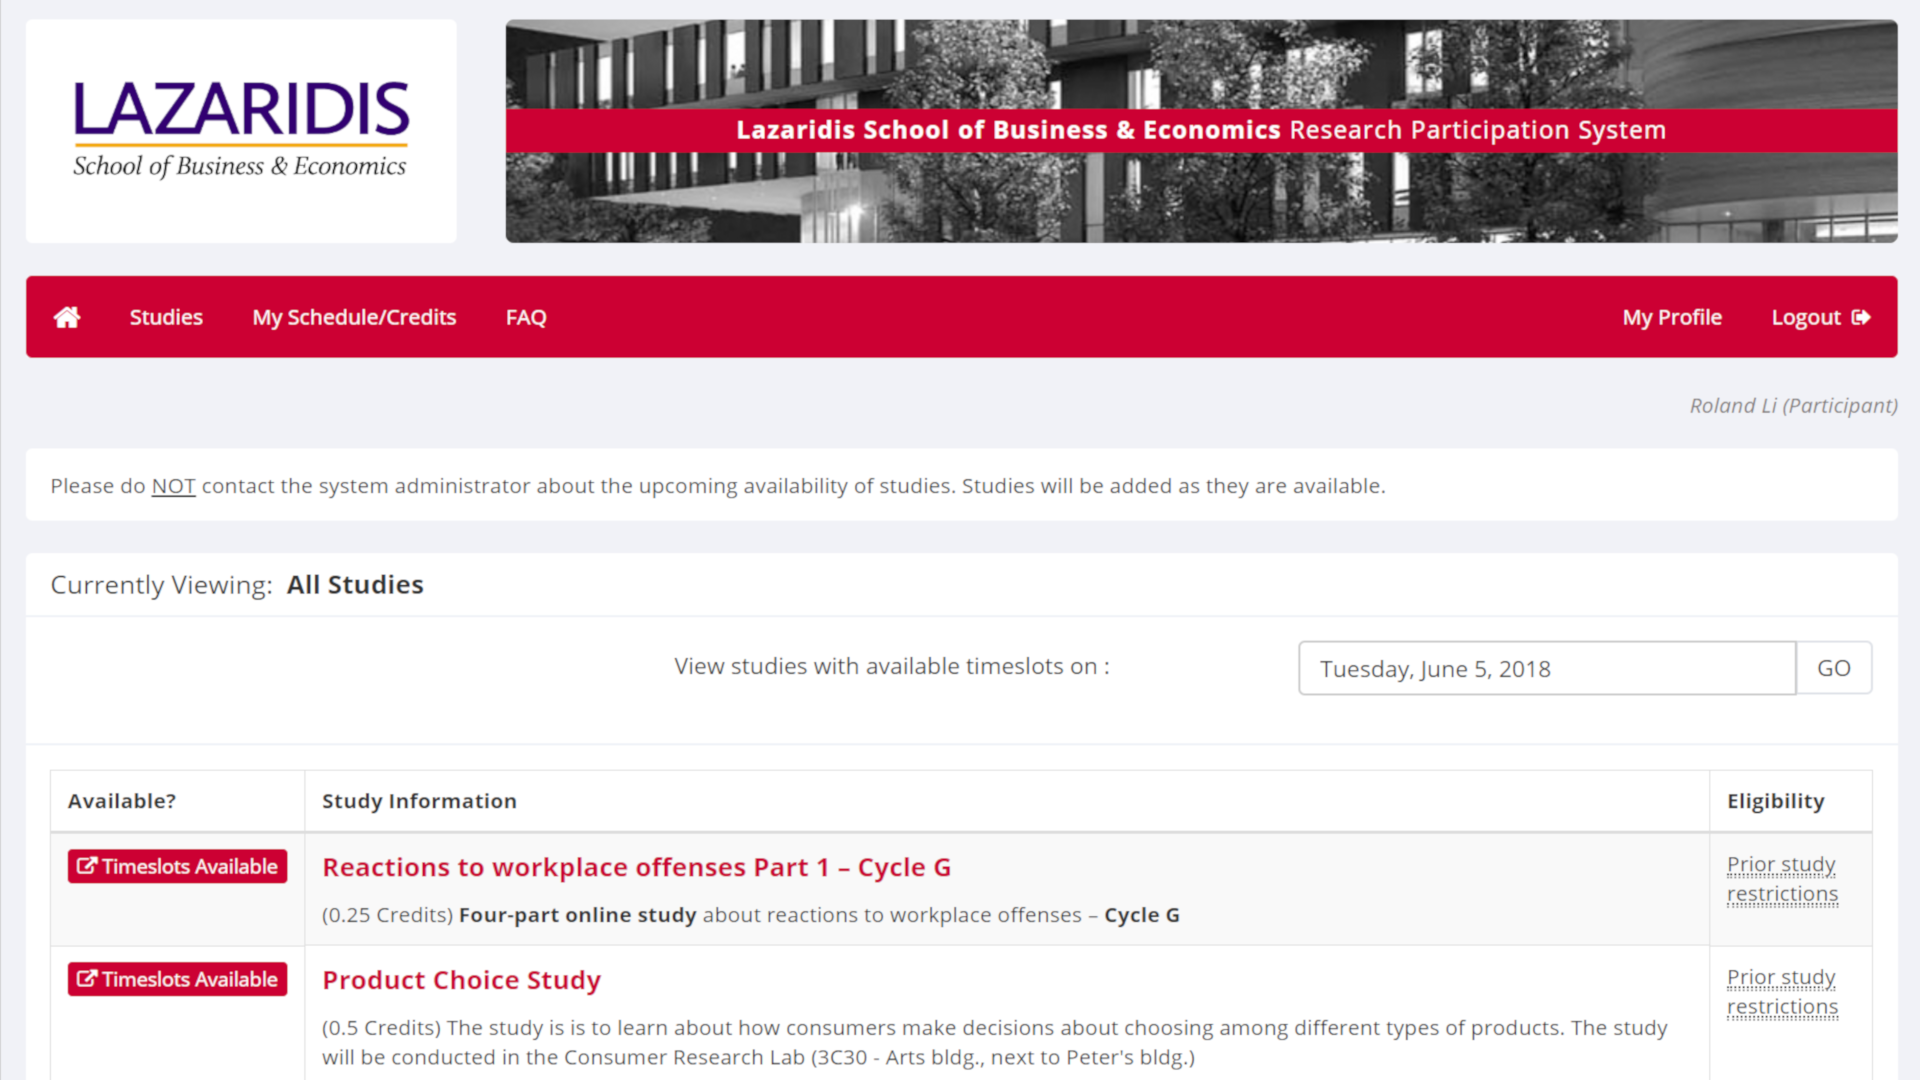 LAZARIDIS
School of Business & Economics
Lazaridis School of Business & Economics Research Participation System
Studies My Schedule/Credits FAQ My Profile Logout
Roland Li (Participant)
Please do NOT contact the system administrator about the upcoming availability of studies. Studies will be added as they are available.
Currently Viewing: All Studies
View studies with available timeslots on : Tuesday, June 5, 2018 GO
Available? Study Information Eligibility
Timeslots Available Reactions to workplace offenses Part 1 – Cycle G Prior study
restrictions
(0.25 Credits) Four-part online study about reactions to workplace offenses – Cycle G
Timeslots Available Product Choice Study Prior study
restrictions
(0.5 Credits) The study is is to learn about how consumers make decisions about choosing among different types of products. The study
will be conducted in the Consumer Research Lab (3C30 - Arts bldg., next to Peter's bldg.)